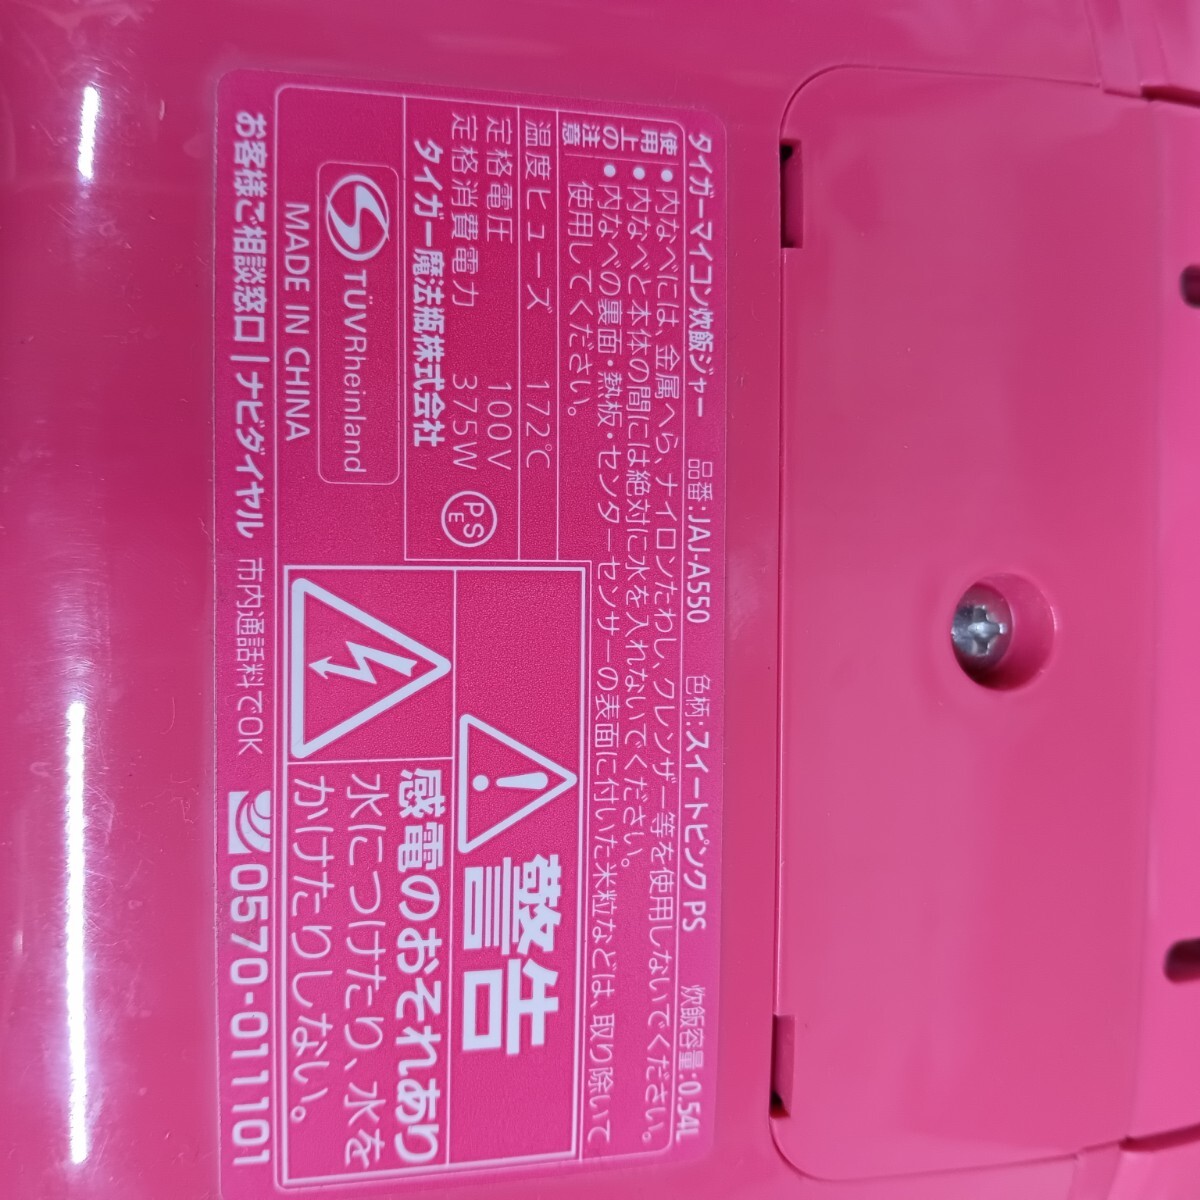 タイガーマイコン炊飯ジャー 品番:JAJ-A550 色柄:スイートピンク PS 炊飯容量:0.54L
使用上の注意
• 内なべには、金属へら、ナイロンたわし、クレンザー等を使用しないでください。
• 内なべと本体の間には絶対に水を入れないでください。
• 内なべの裏面・熱板・センターセンサーの表面に付いた米粒などは、取り除いて
使用してください。
温度ヒューズ 172℃
定格電圧 100V
定格消費電力 375W
PSE
タイガー魔法瓶株式会社
TÜVRheinland
MADE IN CHINA
警告
感電のおそれあり
水につけたり、水を
かけたりしない。
お客様ご相談窓口|ナビダイヤル 市内通話料でOK 0570-011101